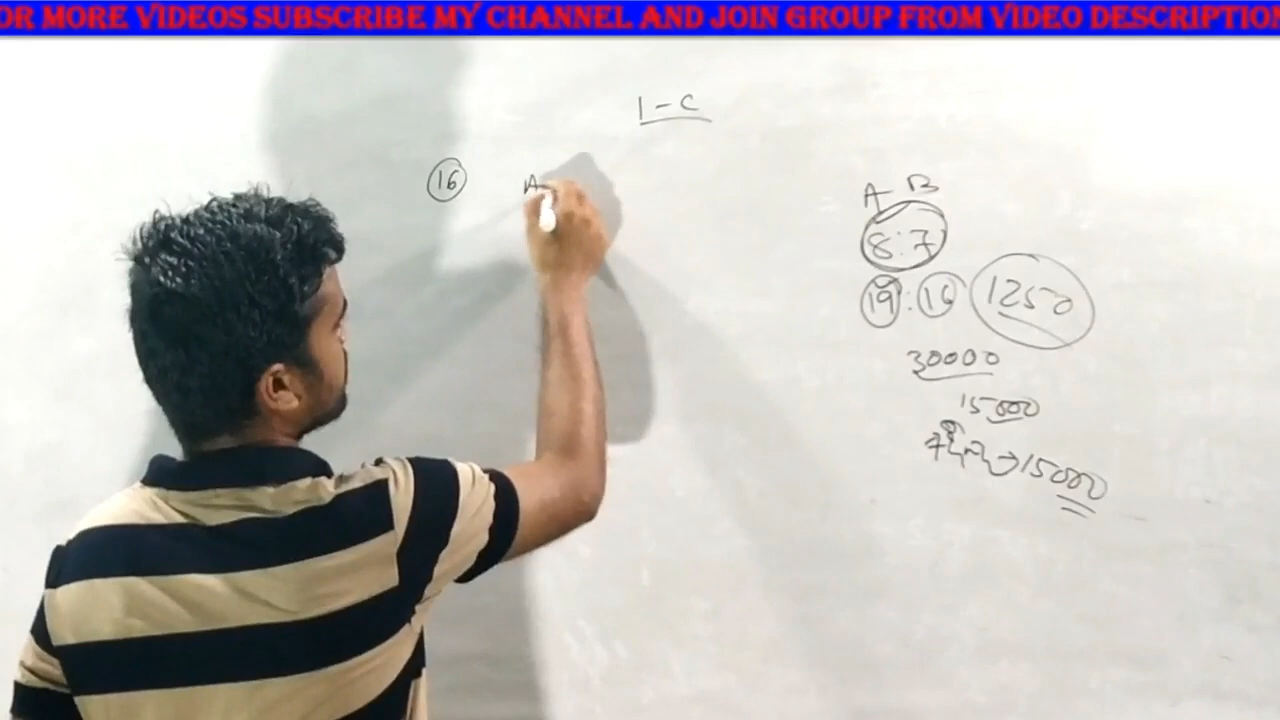 OR MORE VIDEOS SUBSCRIBE MY CHANNEL AND JOIN GROUP FROM VIDEO DESCRIPTION
1-C
16 A
A B
8:7
19:16 1250
30000
15000
→15000